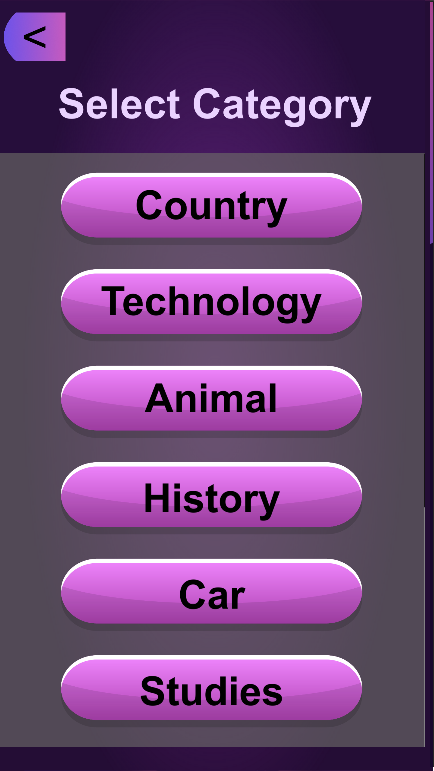 <
Select Category
Country
Technology
Animal
History
Car
Studies